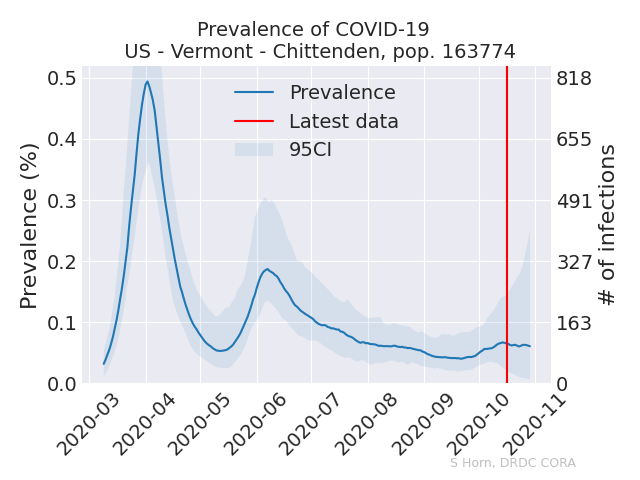 Prevalence of COVID-19
US - Vermont - Chittenden, pop. 163774
Prevalence (%)
0.5
0.4
0.3
0.2
0.1
0.0
Prevalence
Latest data
95CI
818
655
491
327
163
0
# of infections
2020-03
2020-04
2020-05
2020-06
2020-07
2020-08
2020-09
2020-10
2020-11
S Horn, DRDC CORA